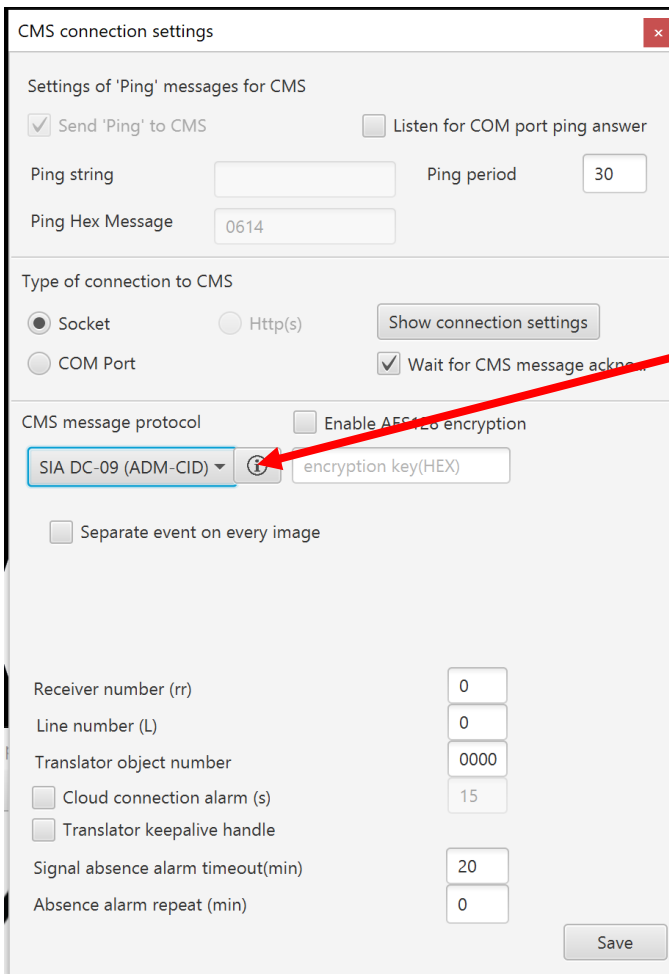 CMS connection settings
Settings of 'Ping' messages for CMS
Send 'Ping' to CMS Listen for COM port ping answer
Ping string Ping period 30
Ping Hex Message 0614
Type of connection to CMS
Socket Http(s) Show connection settings
COM Port Wait for CMS message ackno...
CMS message protocol Enable AES128 encryption
SIA DC-09 (ADM-CID) encryption key(HEX)
Separate event on every image
Receiver number (rr) 0
Line number (L) 0
Translator object number 0000
Cloud connection alarm (s) 15
Translator keepalive handle
Signal absence alarm timeout(min) 20
Absence alarm repeat (min) 0
Save